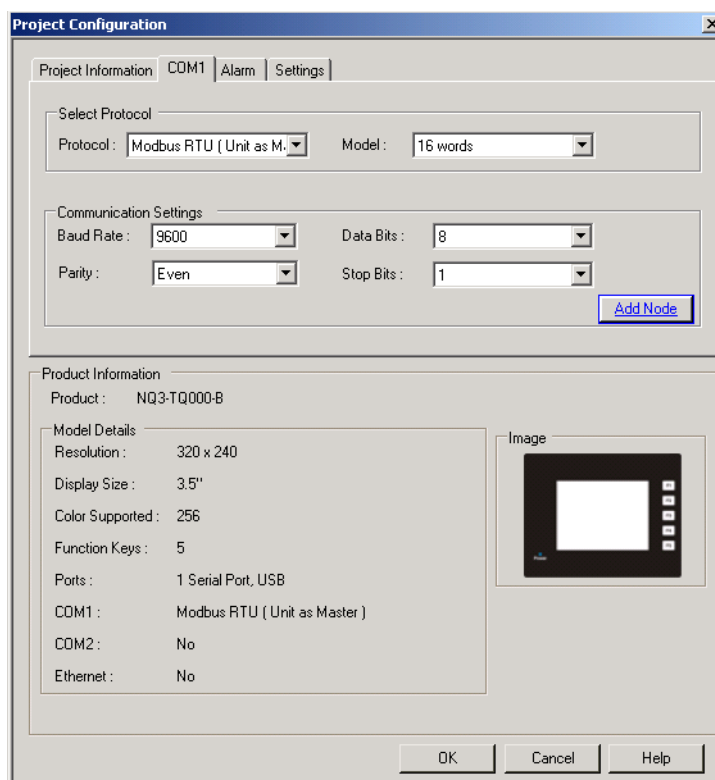 Project Configuration
Project Information COM1 Alarm Settings
Select Protocol
Protocol : Modbus RTU ( Unit as M. Model : 16 words
Communication Settings
Baud Rate : 9600 Data Bits : 8
Parity : Even Stop Bits : 1
Add Node
Product Information
Product : NQ3-TQ000-B
Model Details
Image
Resolution : 320 x 240
Display Size : 3.5"
Color Supported : 256
Function Keys : 5
Ports : 1 Serial Port, USB
COM1 : Modbus RTU ( Unit as Master )
COM2 : No
Ethernet : No
OK Cancel Help